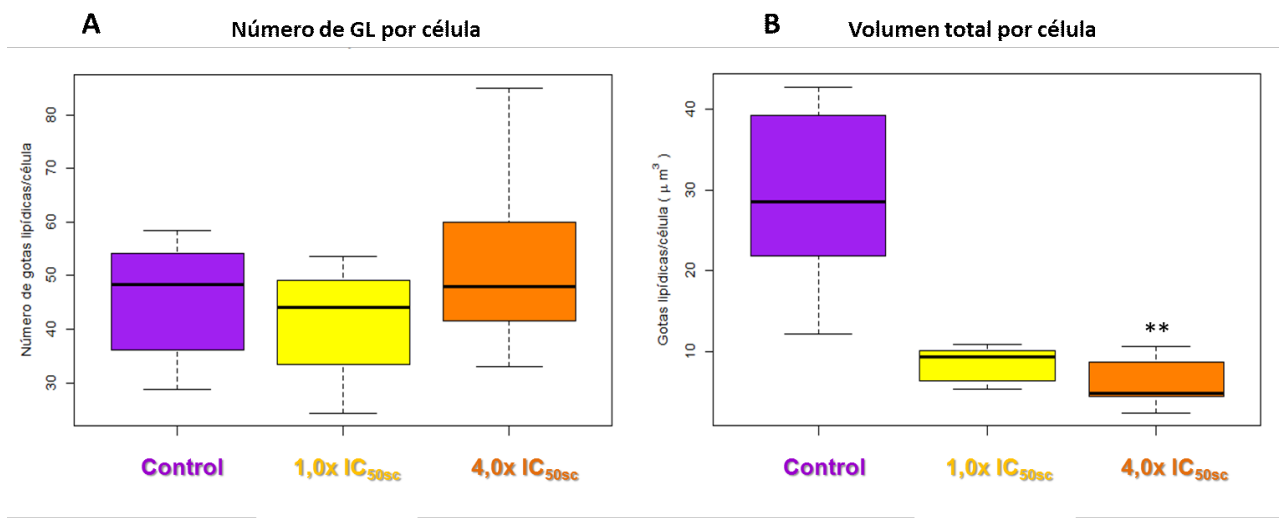 A
Número de GL por célula
Número de gotas lipídicas/célula
80
70
60
50
40
30
Control
1,0x IC50sc
4,0x IC50sc
B
Volumen total por célula
Gotas lipídicas/célula ( μ m³ )
40
30
20
10
**
Control
1,0x IC50sc
4,0x IC50sc